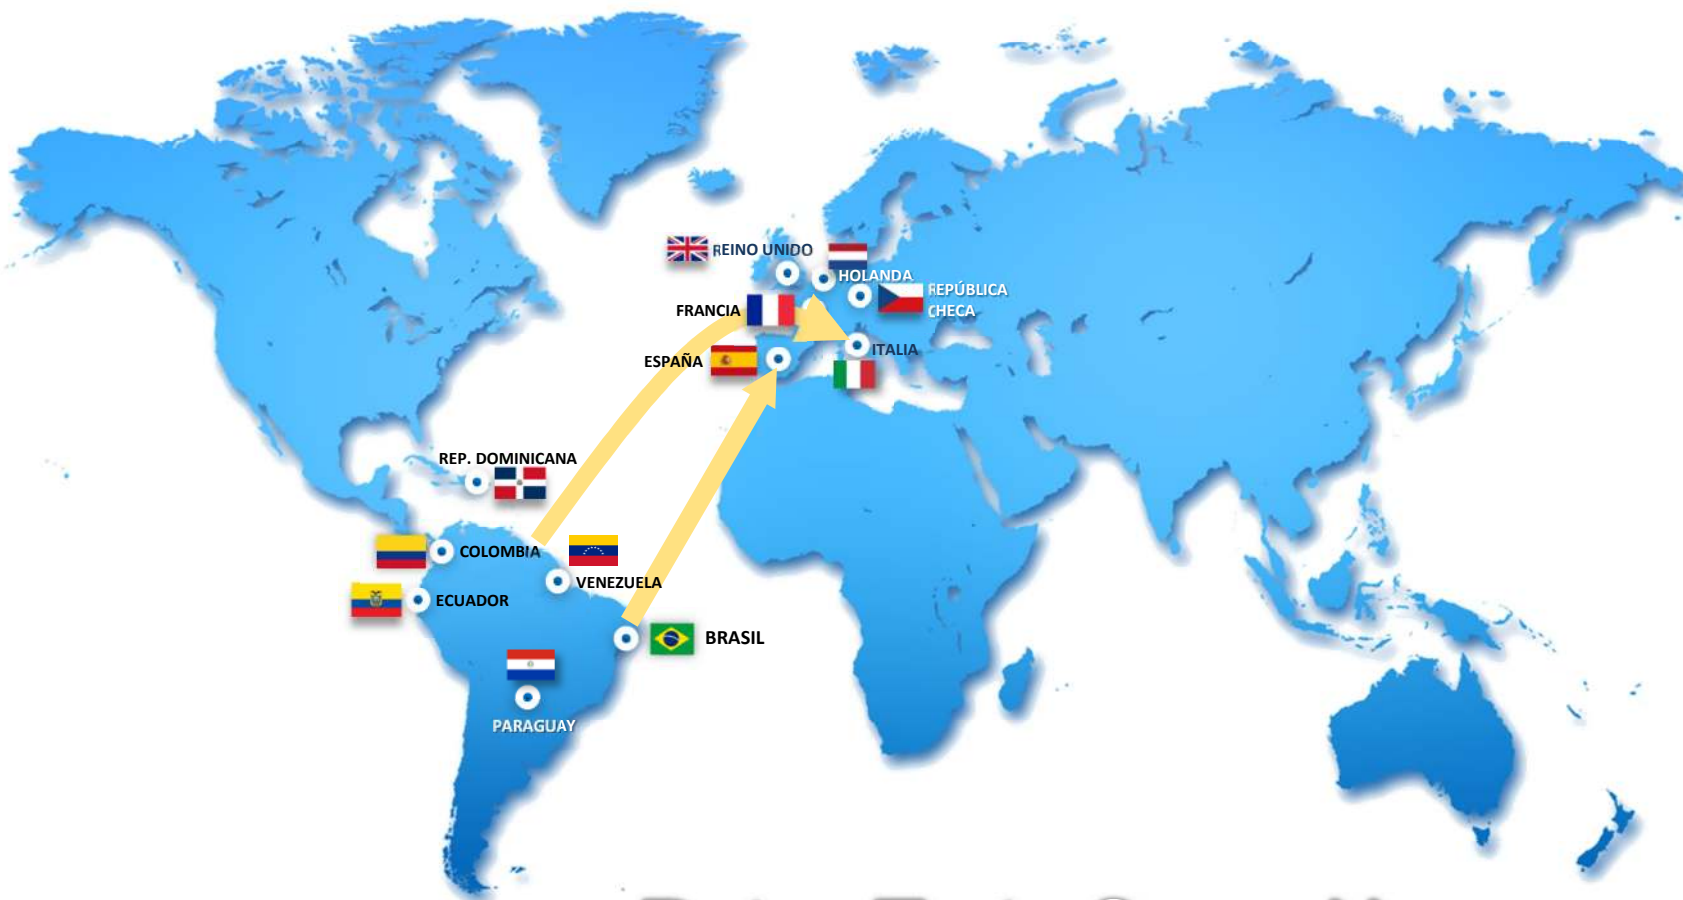 REINO UNIDO
HOLANDA
REPÚBLICA
CHECA
FRANCIA
ITALIA
ESPAÑA
REP. DOMINICANA
COLOMBIA
VENEZUELA
ECUADOR
BRASIL
PARAGUAY